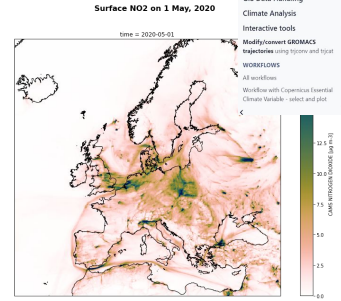 Surface NO2 on 1 May, 2020
time = 2020-05-01
Climate Analysis
Interactive tools
Modify/convert GROMACS
trajectories using trjconv and trjcat
WORKFLOWS
All workflows
Workflow with Copernicus Essential
Climate Variable - select and plot
12.5
10.0
7.5
5.0
2.5
0.0
CAMS NITROGEN DIOXIDE [µg m-3]